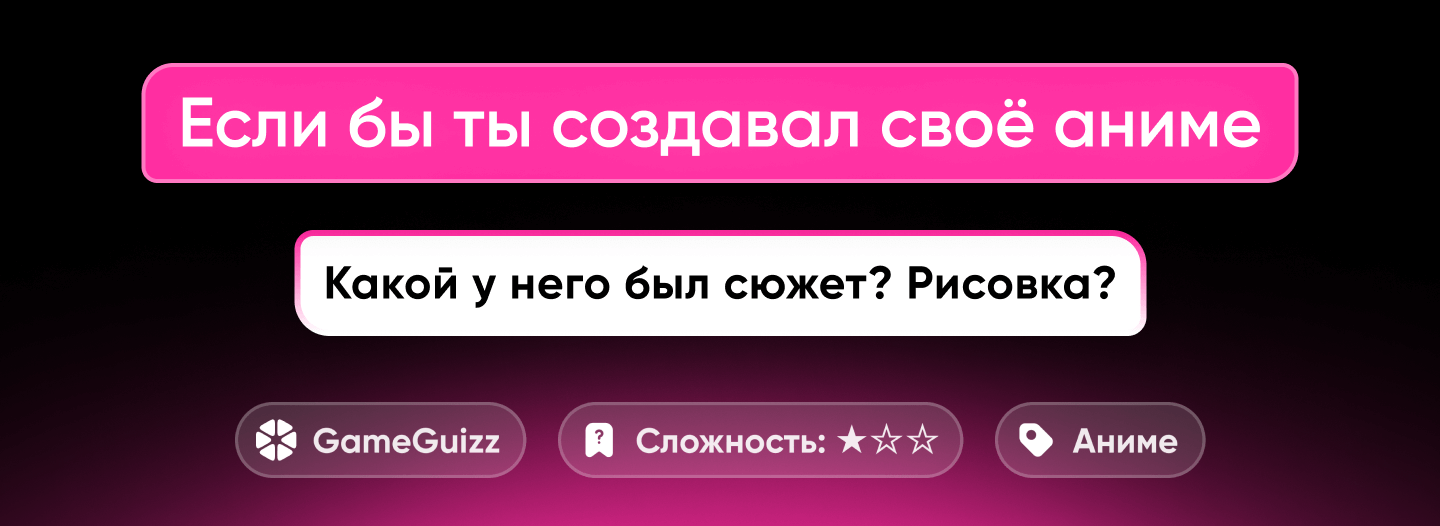 Если бы ты создавал своё аниме
Какой у него был сюжет? Рисовка?
GameGuizz
Сложность: ★☆☆
Аниме